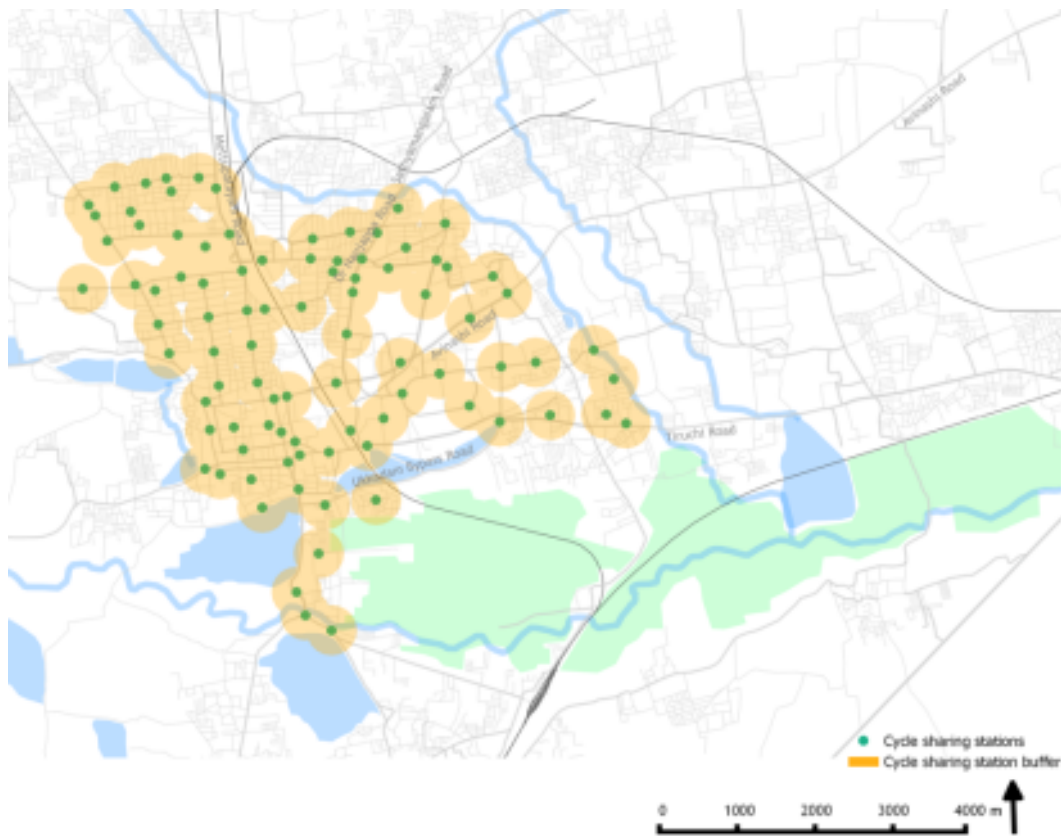 Avinashi Road
Avinashi Road
Tiruchi Road
Ukkadam Bypass Road
Cycle sharing stations
Cycle sharing station buffer
0 1000 2000 3000 4000 m